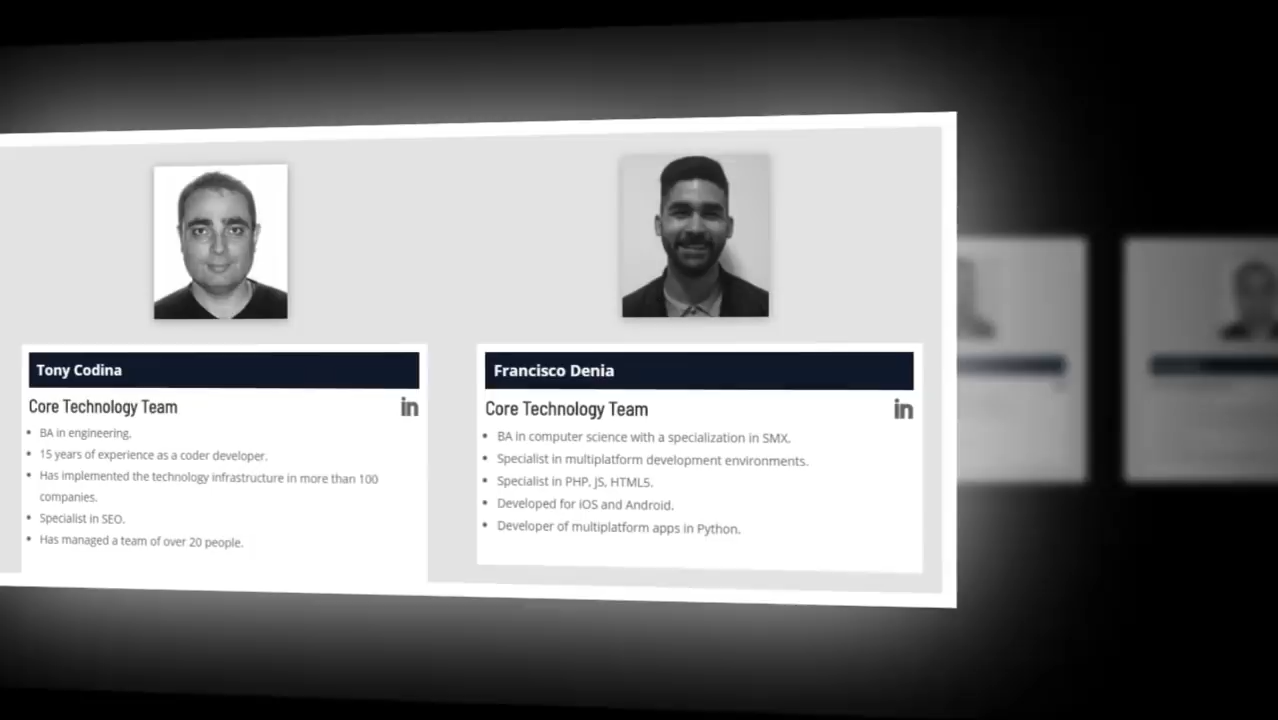 Tony Codina
Core Technology Team
in
BA in engineering.
15 years of experience as a coder developer.
Has implemented the technology infrastructure in more than 100
companies.
Specialist in SEO.
Has managed a team of over 20 people.
Francisco Denia
Core Technology Team
in
BA in computer science with a specialization in SMX.
Specialist in multiplatform development environments.
Specialist in PHP, JS, HTML5.
Developed for iOS and Android.
Developer of multiplatform apps in Python.